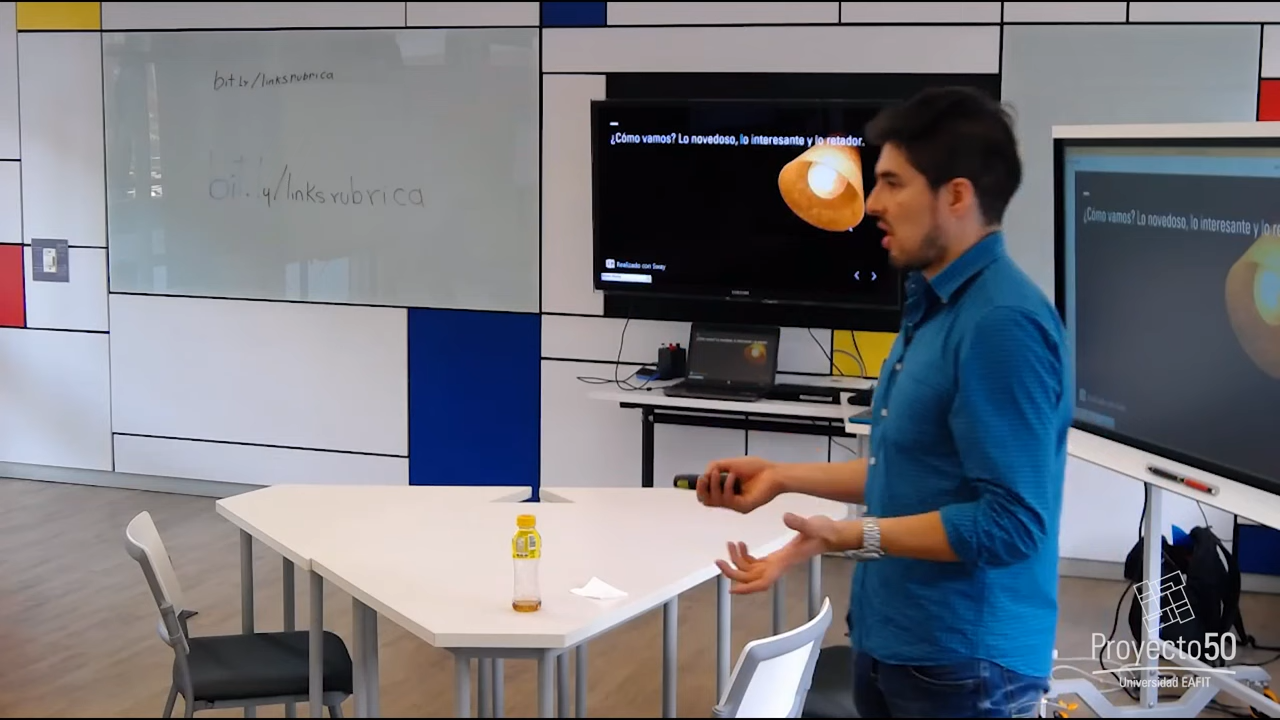 bit.ly/linksrubrica
bit.ly/linksrubrica
¿Cómo vamos? Lo novedoso, lo interesante y lo retador.
Realizado con Sway
SAMSUNG
¿Cómo vamos? Lo novedoso, lo interesante y lo re
Proyecto50
Universidad EAFIT